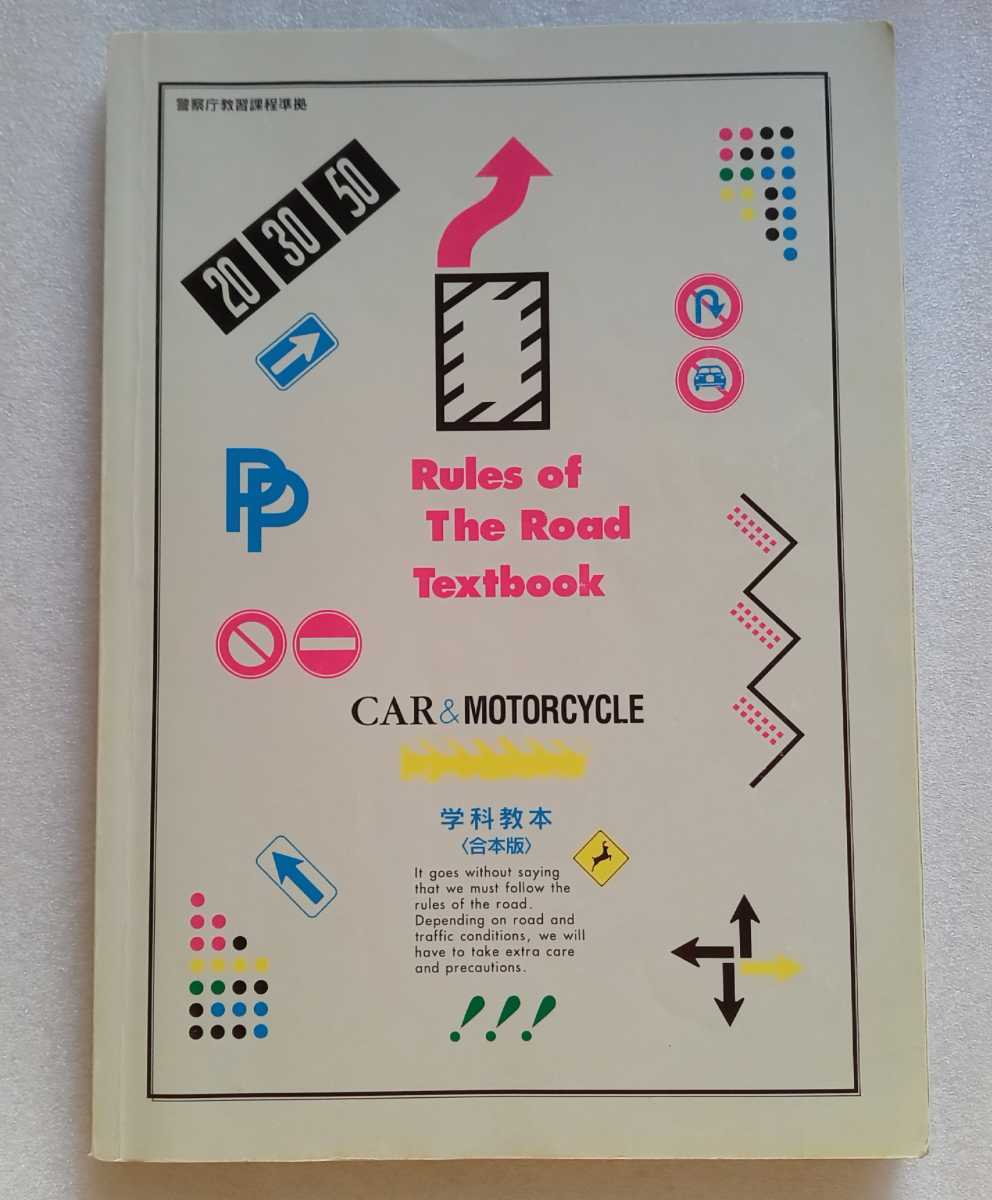 警察庁教習課程準拠
20 30 50
PP
Rules of
The Road
Textbook
CAR & MOTORCYCLE
学科教本
〈合本版〉
It goes without saying
that we must follow the
rules of the road.
Depending on road and
traffic conditions, we will
have to take extra care
and precautions.
!!!